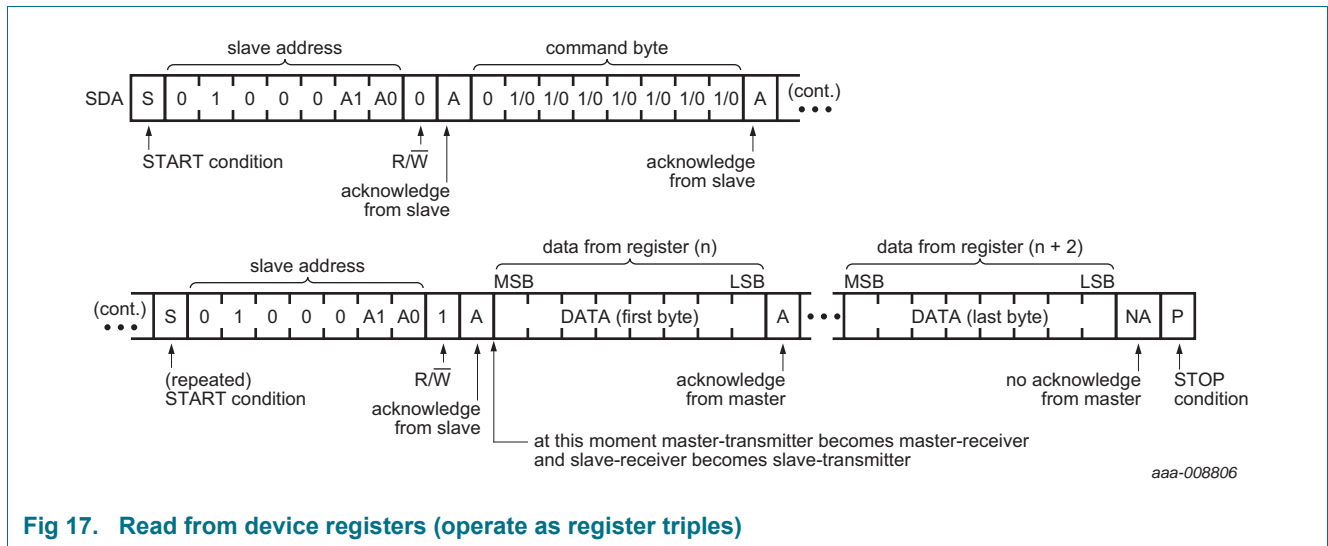 slave address
command byte
SDA S 0 1 0 0 0 A1 A0 0 A 0 1/0 1/0 1/0 1/0 1/0 1/0 1/0 A (cont.)
START condition
R/W̅
acknowledge
from slave
acknowledge
from slave
data from register (n)
data from register (n + 2)
slave address
MSB LSB MSB LSB
(cont.) S 0 1 0 0 0 A1 A0 1 A DATA (first byte) A DATA (last byte) NA P
(repeated)
START condition
R/W̅
acknowledge
from slave
acknowledge
from master
no acknowledge
from master
STOP
condition
at this moment master-transmitter becomes master-receiver
and slave-receiver becomes slave-transmitter
aaa-008806
Fig 17. Read from device registers (operate as register triples)